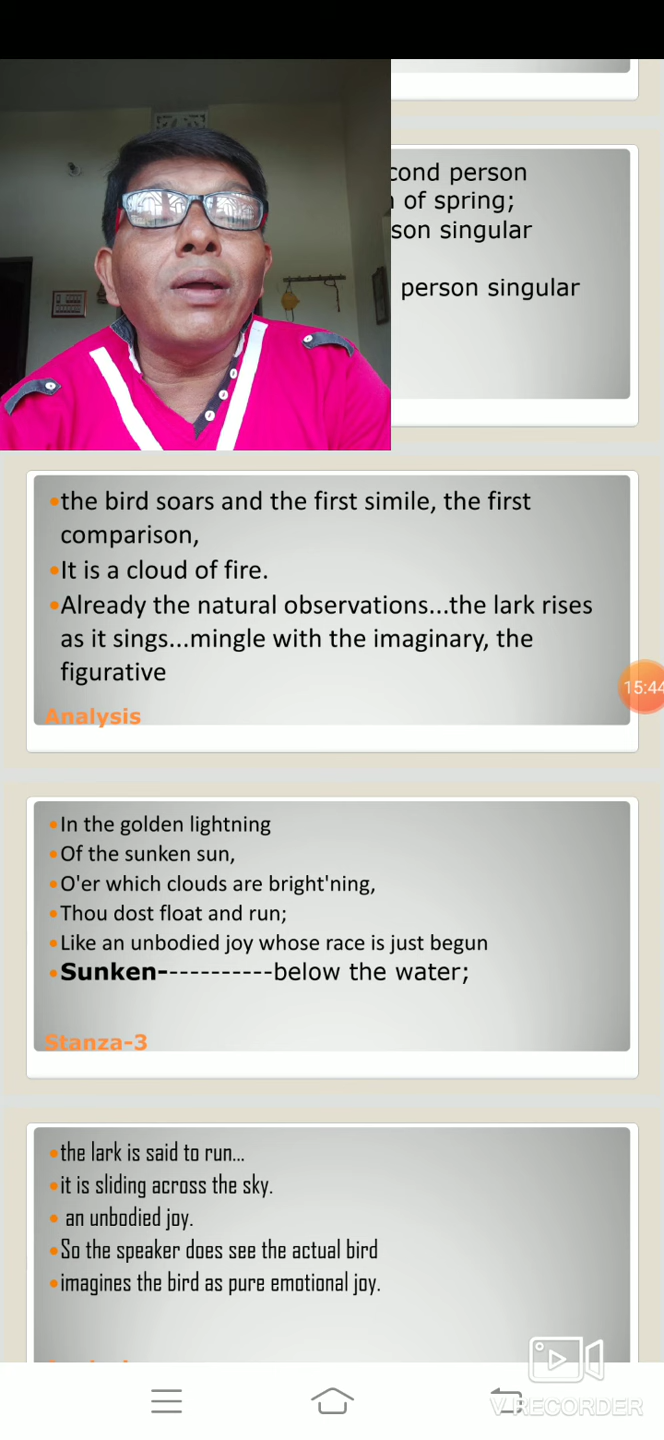 cond person
of spring;
son singular
person singular
•the bird soars and the first simile, the first
comparison,
•It is a cloud of fire.
•Already the natural observations...the lark rises
as it sings...mingle with the imaginary, the
figurative
Analysis
15:44
•In the golden lightning
•Of the sunken sun,
•O'er which clouds are bright'ning,
•Thou dost float and run;
•Like an unbodied joy whose race is just begun
•Sunken-----------below the water;
Stanza-3
•the lark is said to run...
•it is sliding across the sky.
• an unbodied joy.
•So the speaker does see the actual bird
•imagines the bird as pure emotional joy.
V RECORDER